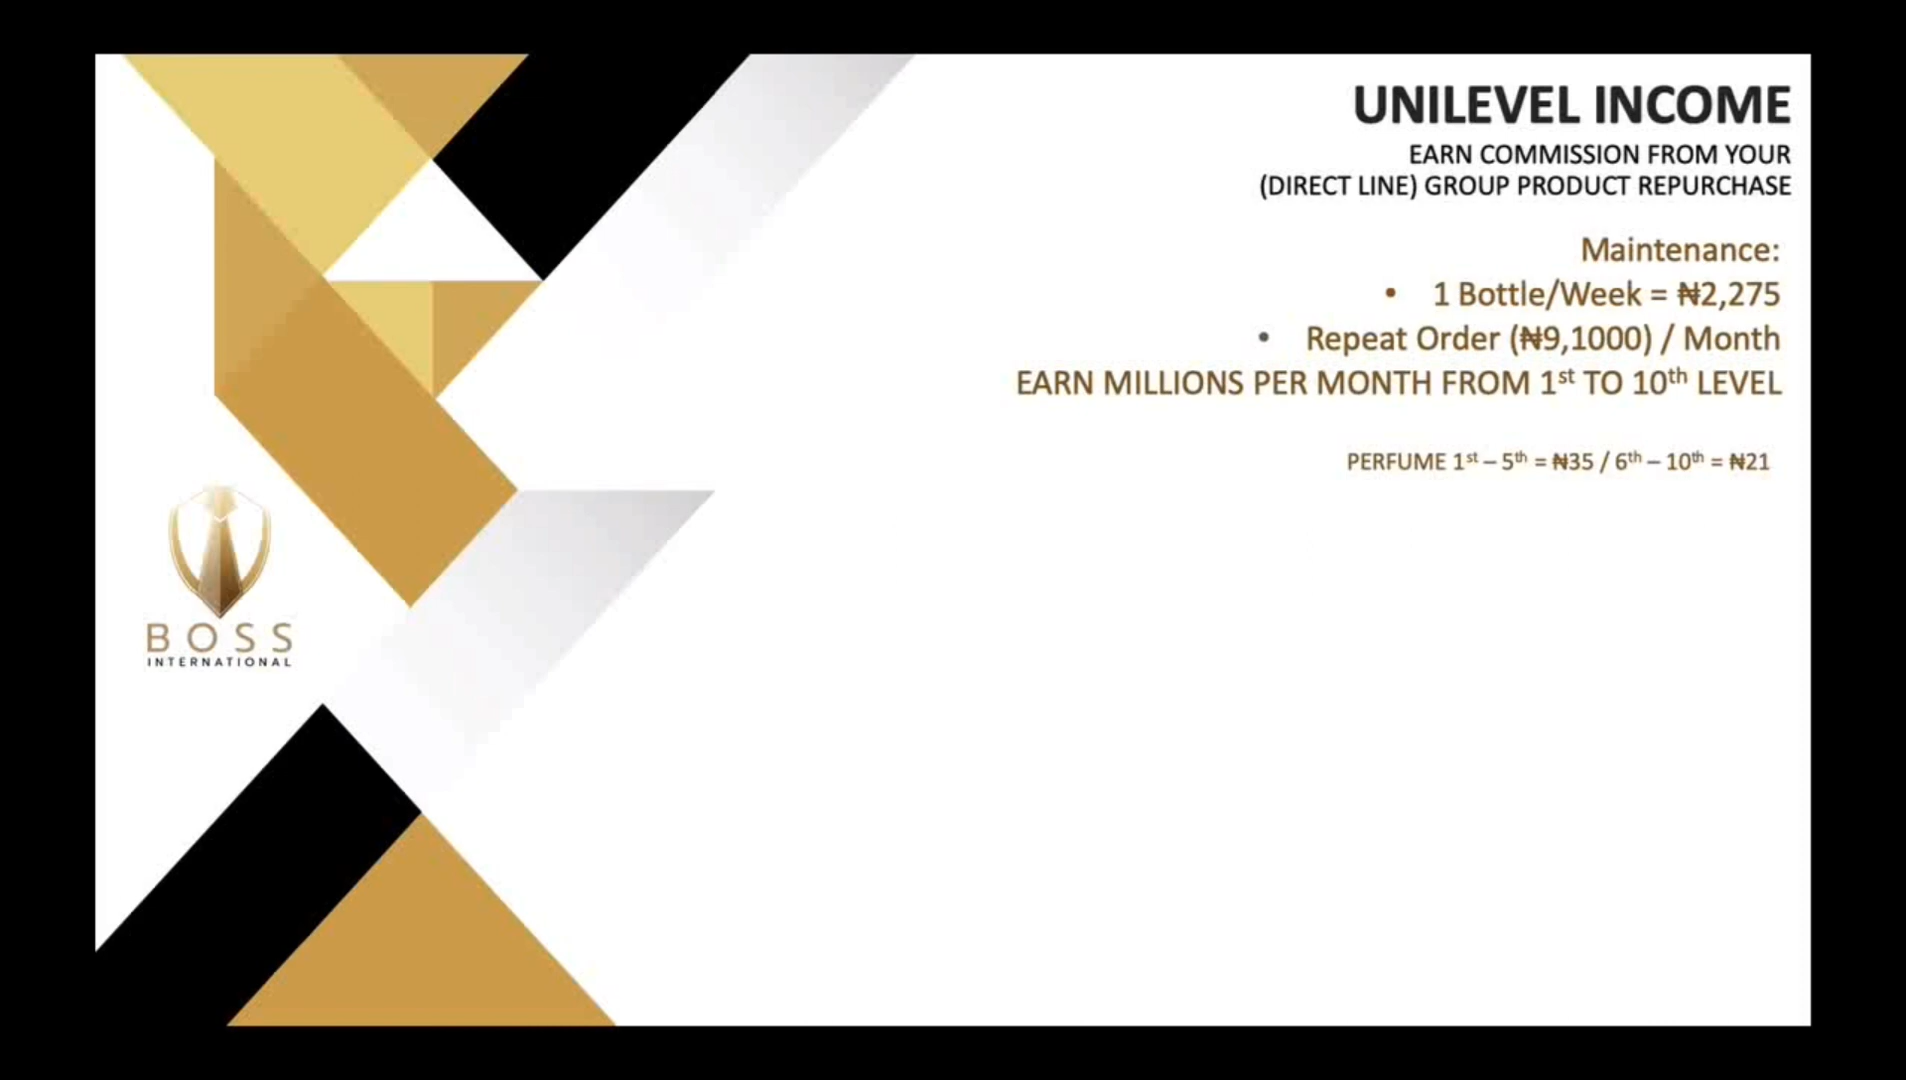 UNILEVEL INCOME
EARN COMMISSION FROM YOUR
(DIRECT LINE) GROUP PRODUCT REPURCHASE
Maintenance:
• 1 Bottle/Week = ₦2,275
• Repeat Order (₦9,1000) / Month
EARN MILLIONS PER MONTH FROM 1st TO 10th LEVEL
PERFUME 1st – 5th = ₦35 / 6th – 10th = ₦21
BOSS
INTERNATIONAL